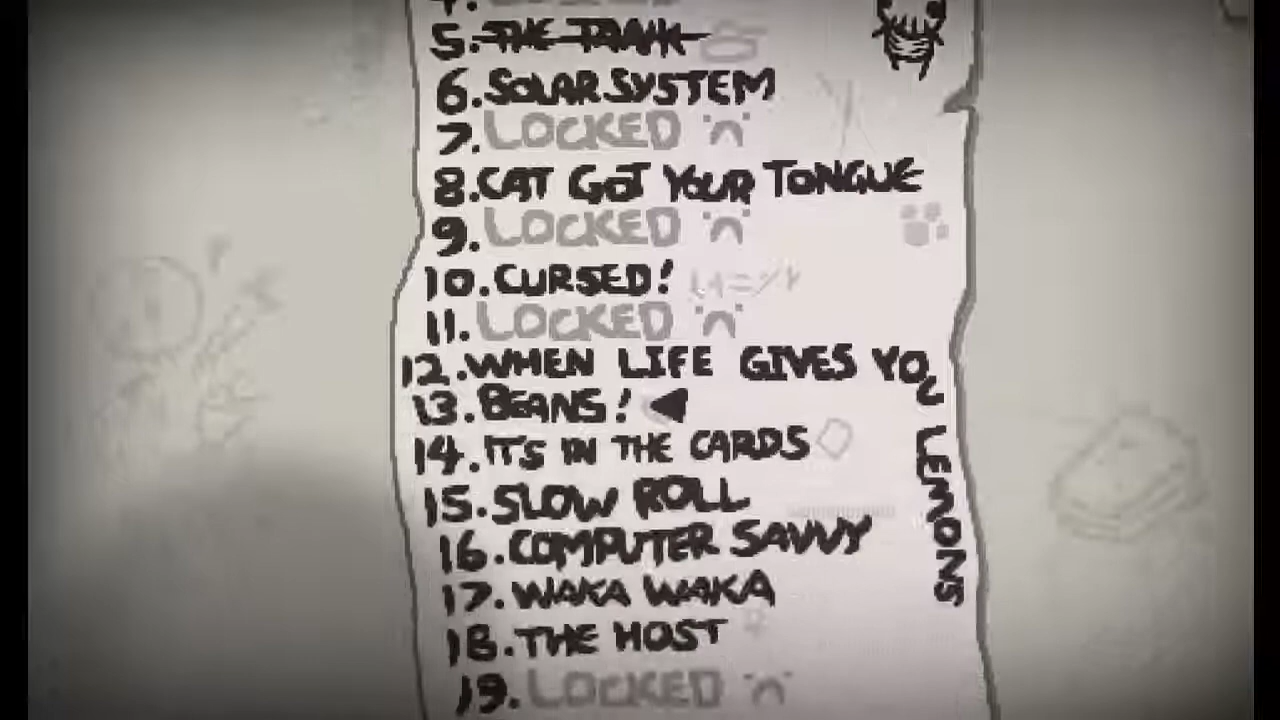 5. THE TANK
6. SOLAR SYSTEM
7. LOCKED
8. CAT GOT YOUR TONGUE
9. LOCKED
10. CURSED!
11. LOCKED
12. WHEN LIFE GIVES YOU LEMONS
13. BEANS!
14. IT'S IN THE CARDS
15. SLOW ROLL
16. COMPUTER SAVVY
17. WAKA WAKA
18. THE HOST
19. LOCKED